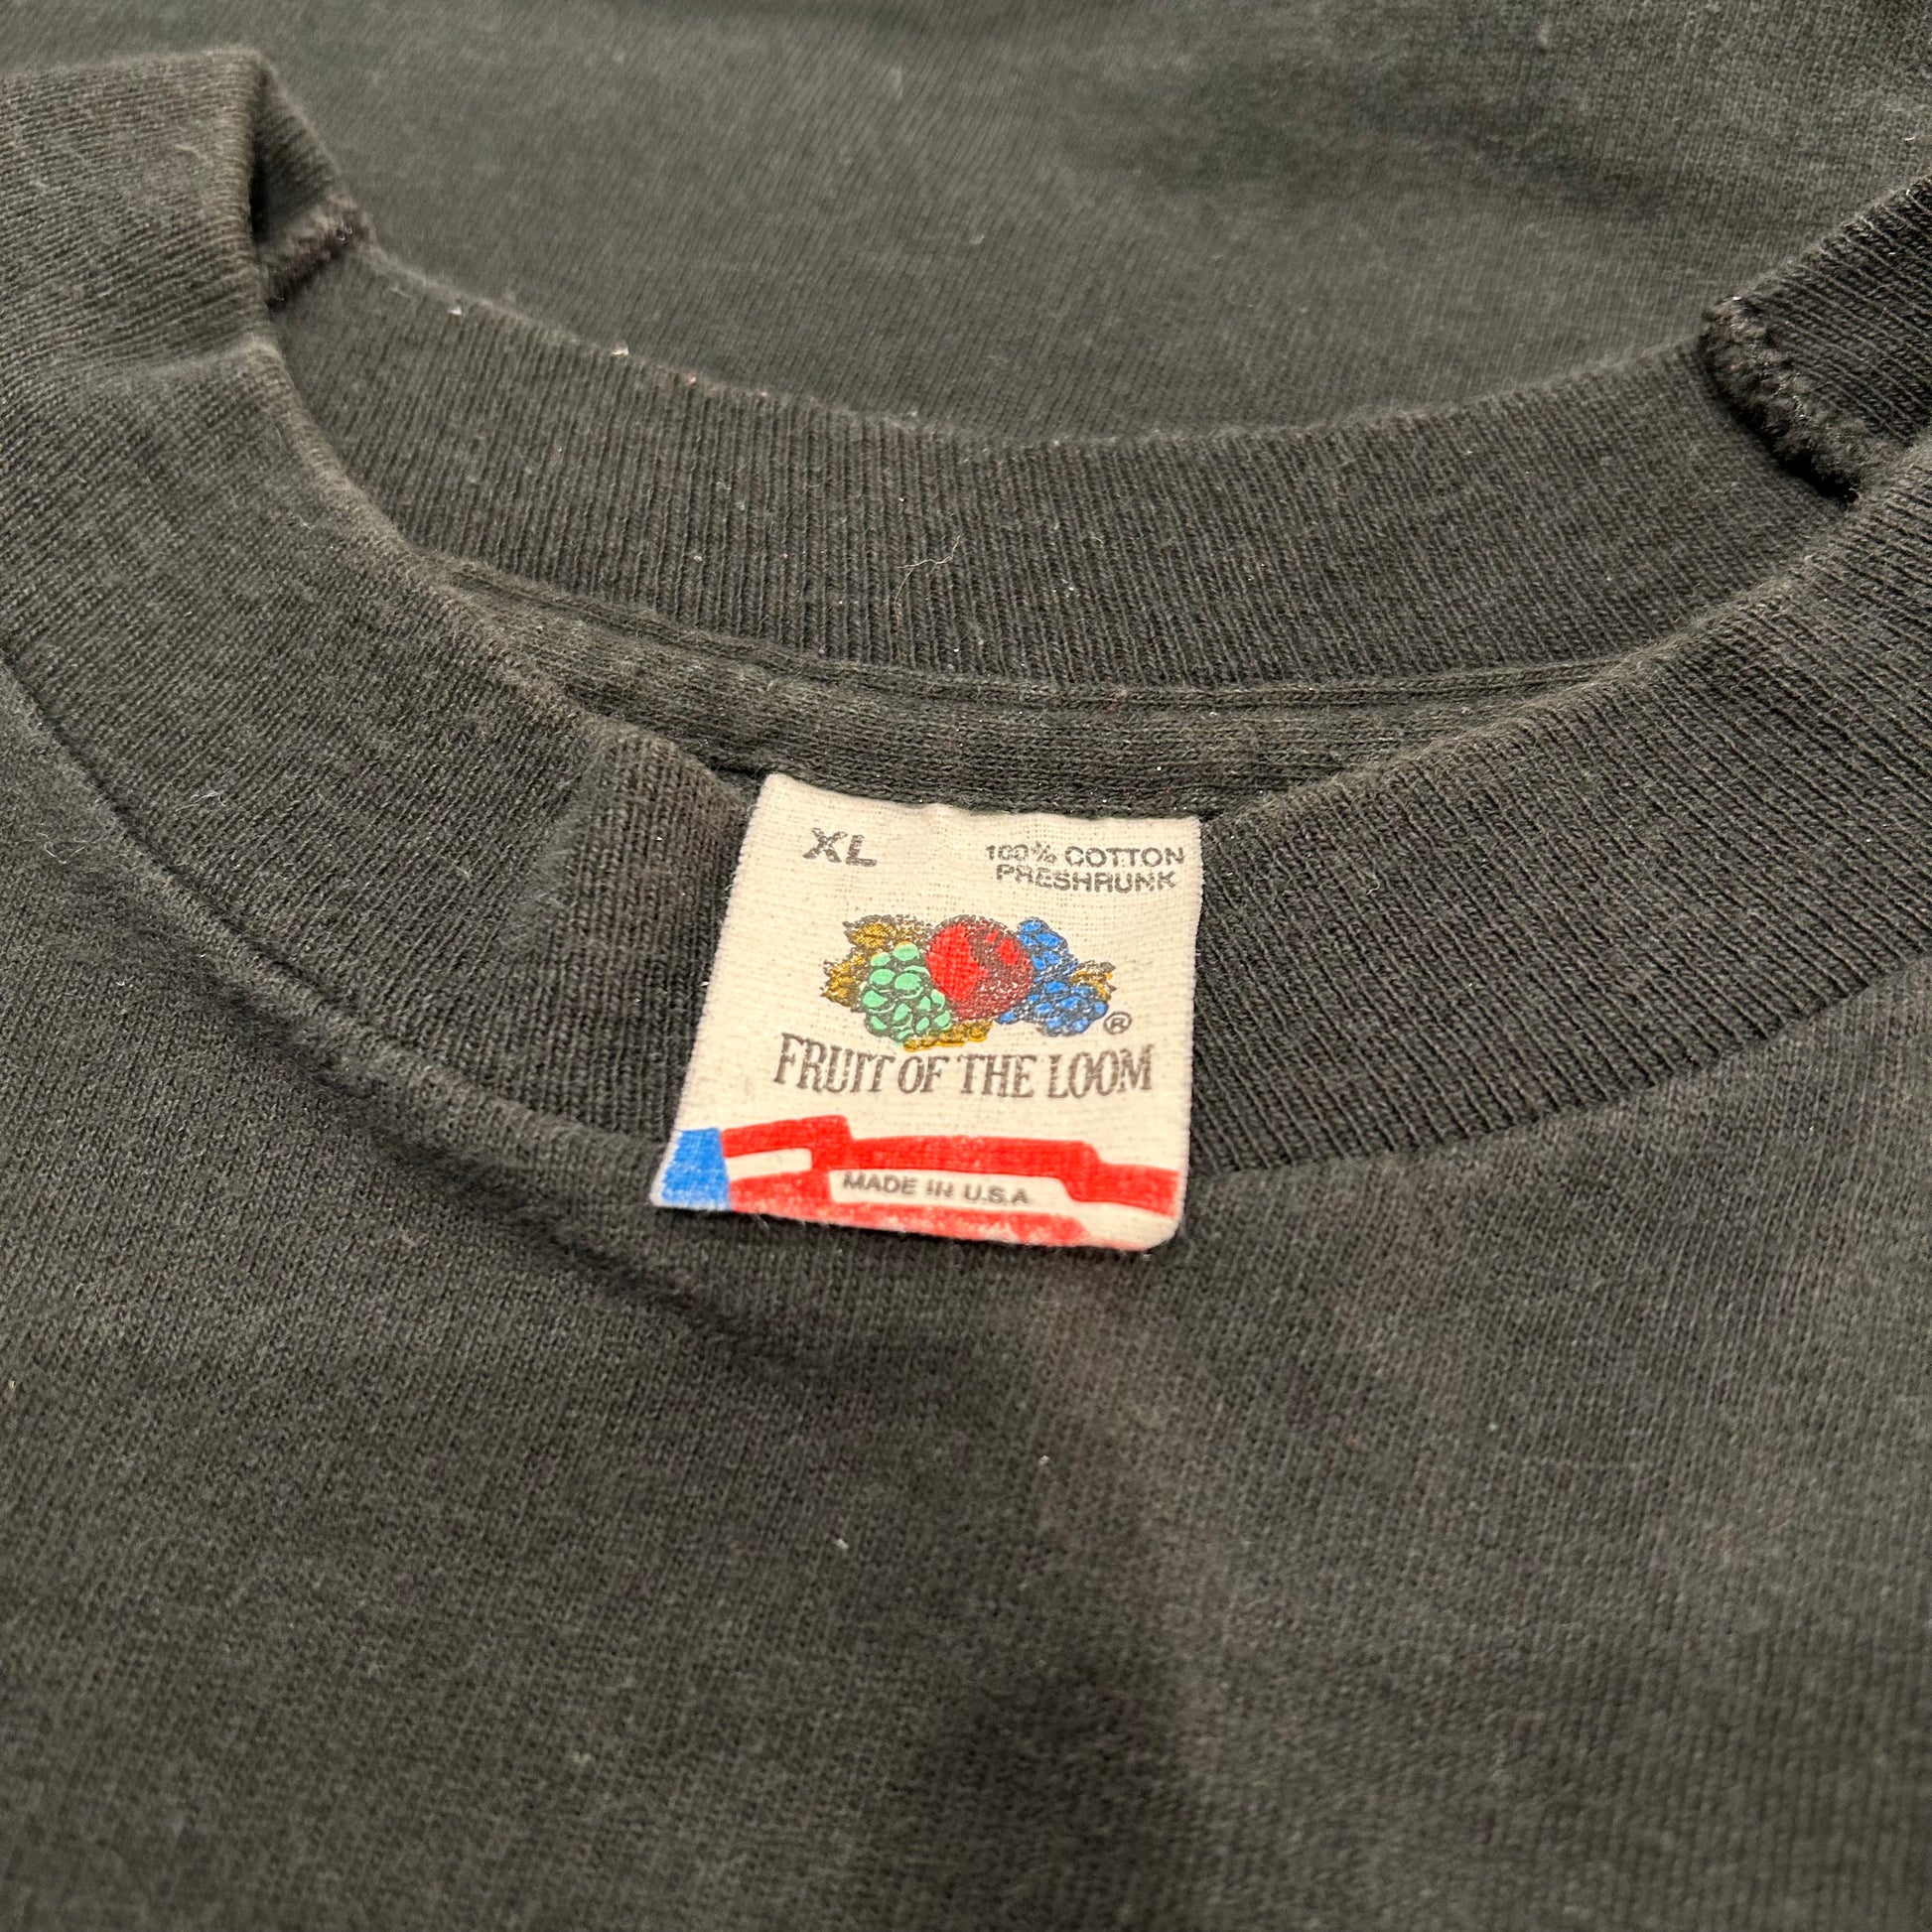 XL
100% COTTON
PRESHRUNK
®
FRUIT OF THE LOOM
MADE IN U.S.A.